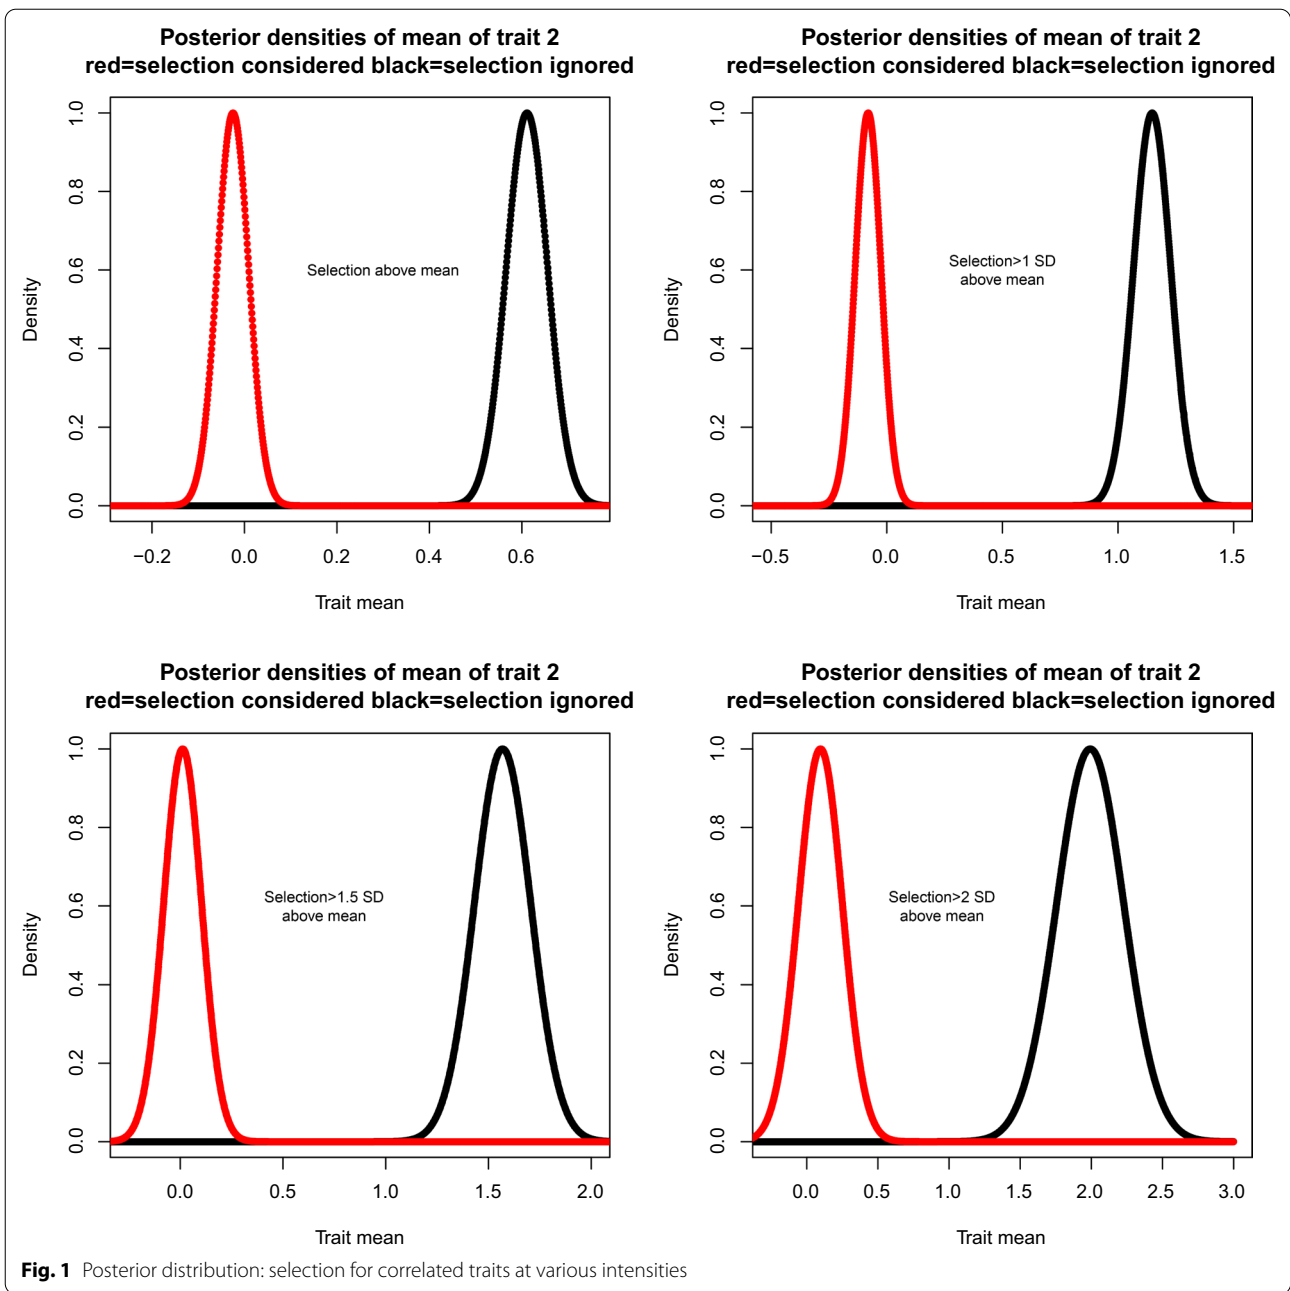 Posterior densities of mean of trait 2
red=selection considered black=selection ignored
1.0
0.8
0.6
0.4
0.2
0.0
Density
Selection above mean
−0.2 0.0 0.2 0.4 0.6
Trait mean
Posterior densities of mean of trait 2
red=selection considered black=selection ignored
1.0
0.8
0.6
0.4
0.2
0.0
Density
Selection>1 SD
above mean
−0.5 0.0 0.5 1.0 1.5
Trait mean
Posterior densities of mean of trait 2
red=selection considered black=selection ignored
1.0
0.8
0.6
0.4
0.2
0.0
Density
Selection>1.5 SD
above mean
0.0 0.5 1.0 1.5 2.0
Trait mean
Posterior densities of mean of trait 2
red=selection considered black=selection ignored
1.0
0.8
0.6
0.4
0.2
0.0
Density
Selection>2 SD
above mean
0.0 0.5 1.0 1.5 2.0 2.5 3.0
Trait mean
Fig. 1 Posterior distribution: selection for correlated traits at various intensities